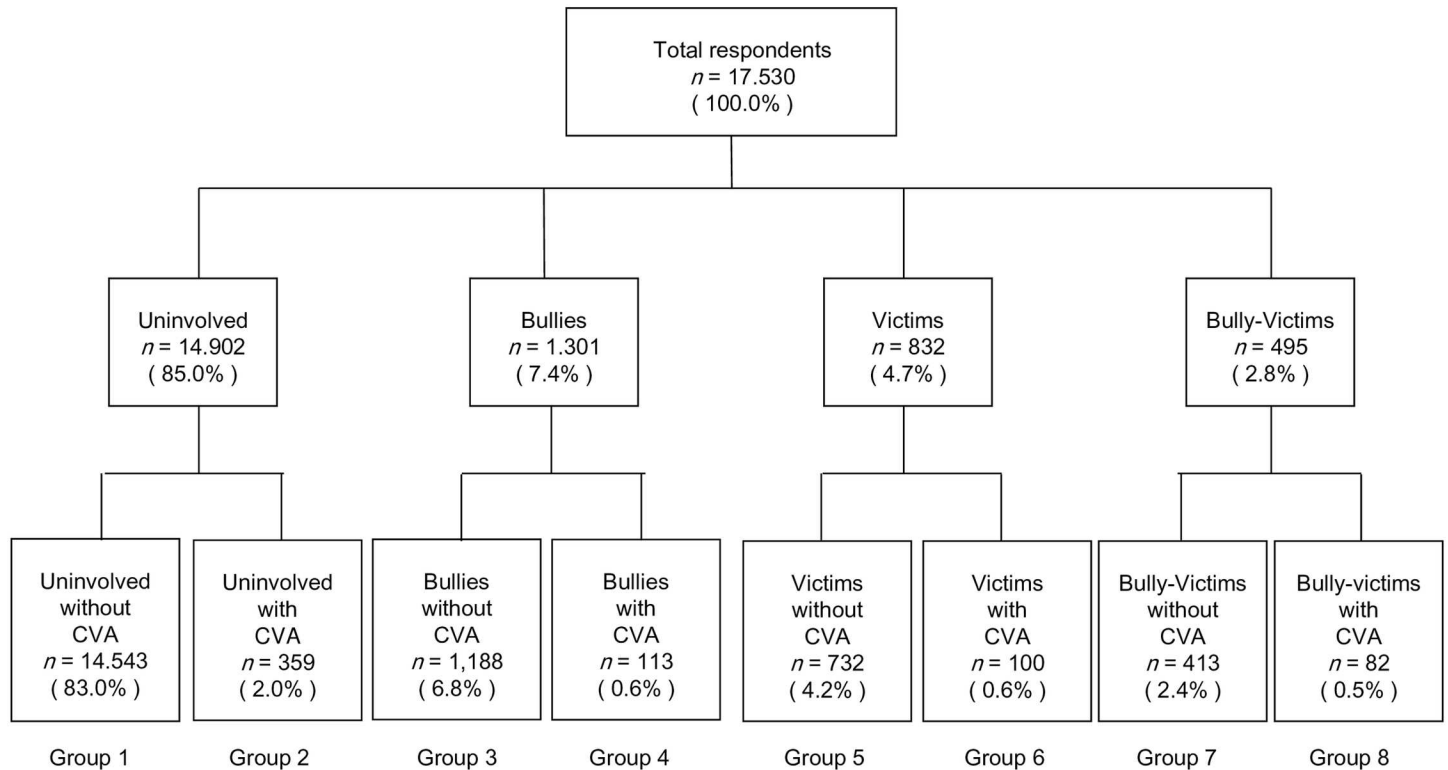 Total respondents
n = 17.530
( 100.0% )
Uninvolved
n = 14.902
( 85.0% )
Bullies
n = 1.301
( 7.4% )
Victims
n = 832
( 4.7% )
Bully-Victims
n = 495
( 2.8% )
Uninvolved
without
CVA
n = 14.543
( 83.0% )
Uninvolved
with
CVA
n = 359
( 2.0% )
Bullies
without
CVA
n = 1,188
( 6.8% )
Bullies
with
CVA
n = 113
( 0.6% )
Victims
without
CVA
n = 732
( 4.2% )
Victims
with
CVA
n = 100
( 0.6% )
Bully-Victims
without
CVA
n = 413
( 2.4% )
Bully-victims
with
CVA
n = 82
( 0.5% )
Group 1
Group 2
Group 3
Group 4
Group 5
Group 6
Group 7
Group 8